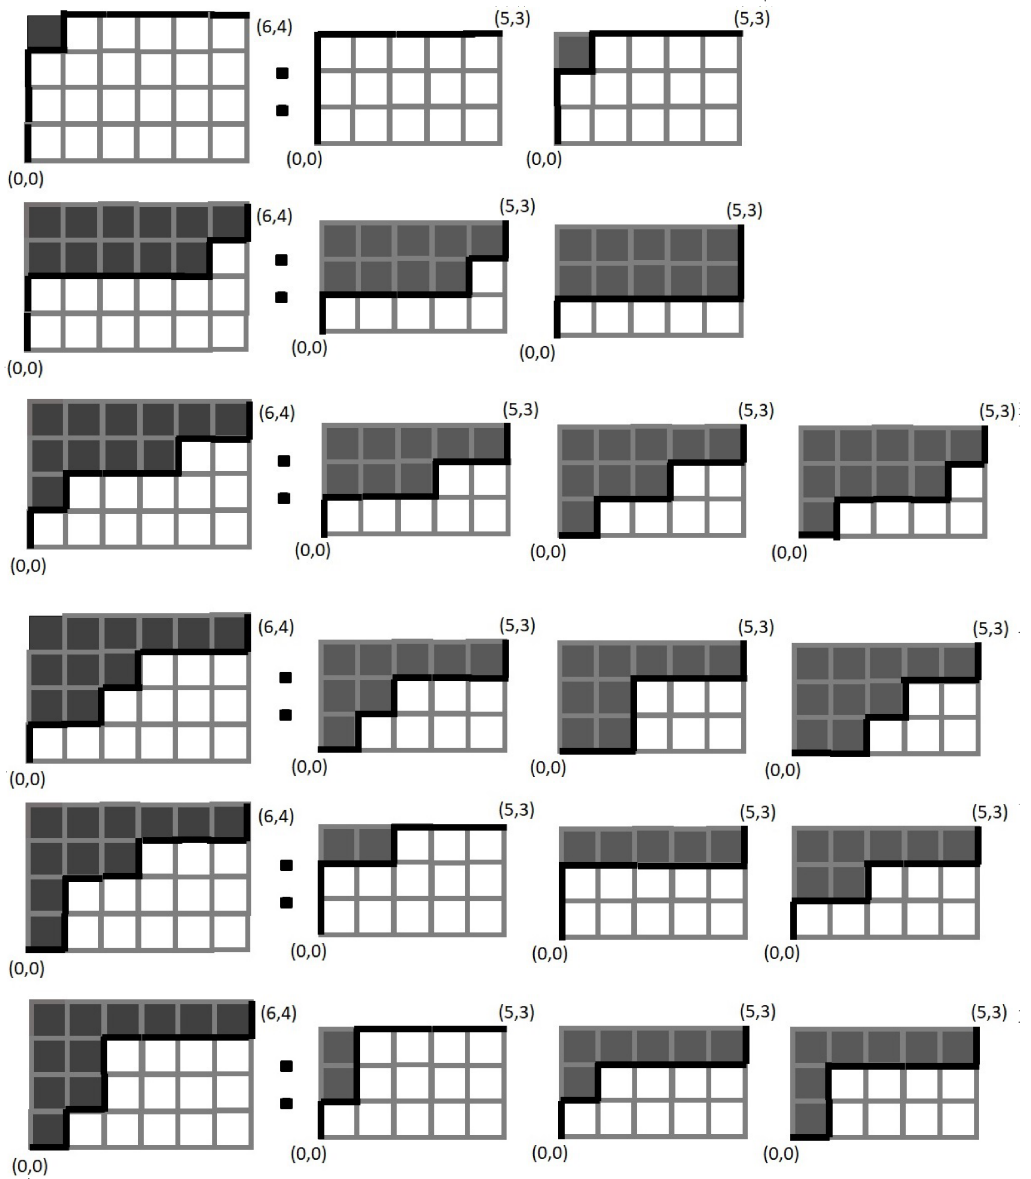 (6,4) : (5,3) (5,3)
(0,0) (0,0) (0,0)
(6,4) : (5,3) (5,3)
(0,0) (0,0) (0,0)
(6,4) : (5,3) (5,3) (5,3)
(0,0) (0,0) (0,0) (0,0)
(6,4) : (5,3) (5,3) (5,3)
(0,0) (0,0) (0,0) (0,0)
(6,4) : (5,3) (5,3) (5,3)
(0,0) (0,0) (0,0) (0,0)
(6,4) : (5,3) (5,3) (5,3)
(0,0) (0,0) (0,0) (0,0)